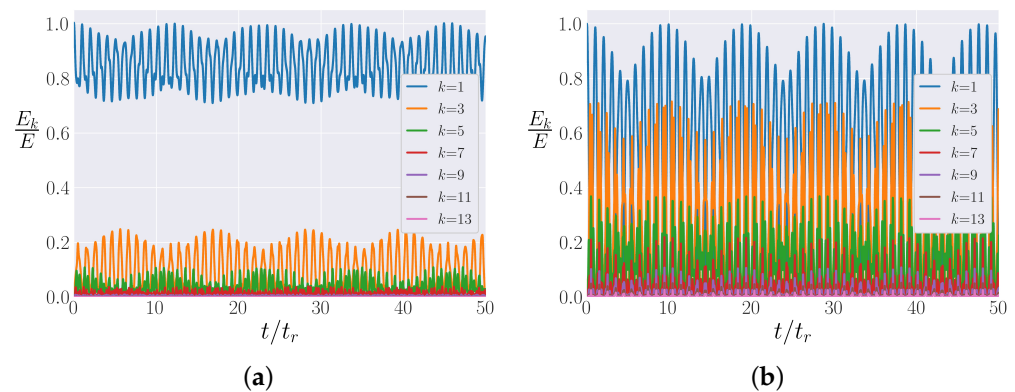 1.0
0.8
0.6
0.4
0.2
0.0
E_k/E
0 10 20 30 40 50
t/t_r
k=1
k=3
k=5
k=7
k=9
k=11
k=13
(a)
1.0
0.8
0.6
0.4
0.2
0.0
E_k/E
0 10 20 30 40 50
t/t_r
k=1
k=3
k=5
k=7
k=9
k=11
k=13
(b)